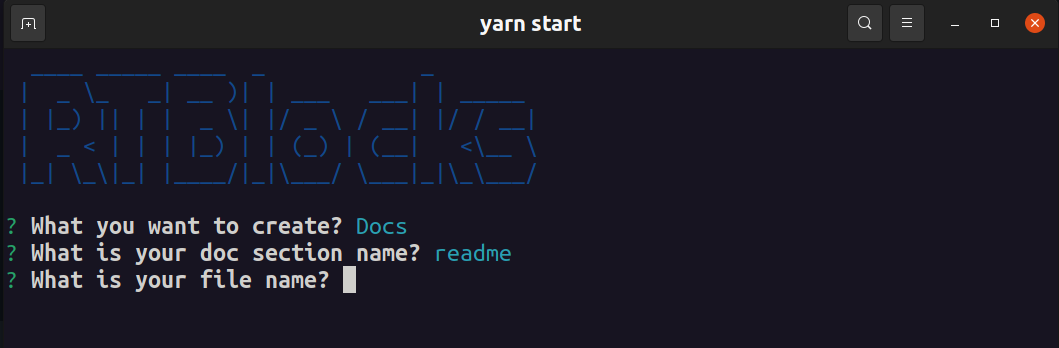 yarn start
RTBlocks
? What you want to create? Docs
? What is your doc section name? readme
? What is your file name?